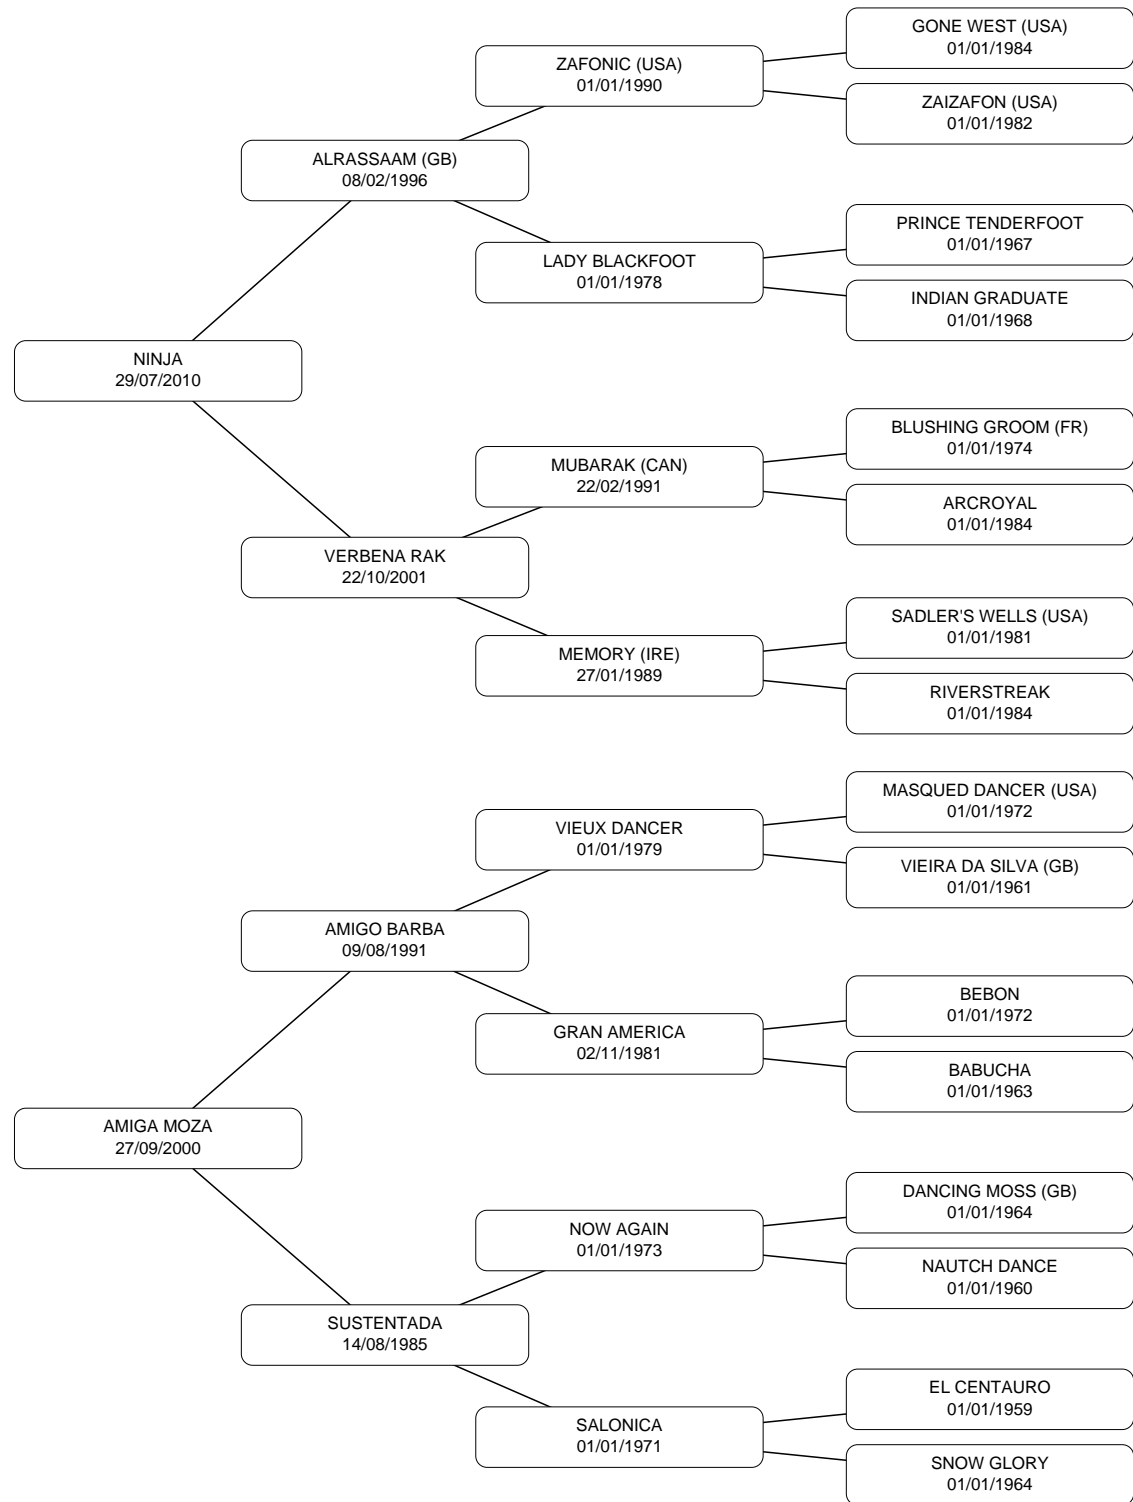 GONE WEST (USA)
01/01/1984
ZAFONIC (USA)
01/01/1990
ZAIZAFON (USA)
01/01/1982
ALRASSAAM (GB)
08/02/1996
PRINCE TENDERFOOT
01/01/1967
LADY BLACKFOOT
01/01/1978
INDIAN GRADUATE
01/01/1968
NINJA
29/07/2010
BLUSHING GROOM (FR)
01/01/1974
MUBARAK (CAN)
22/02/1991
ARCROYAL
01/01/1984
VERBENA RAK
22/10/2001
SADLER'S WELLS (USA)
01/01/1981
MEMORY (IRE)
27/01/1989
RIVERSTREAK
01/01/1984
MASQUED DANCER (USA)
01/01/1972
VIEUX DANCER
01/01/1979
VIEIRA DA SILVA (GB)
01/01/1961
AMIGO BARBA
09/08/1991
BEBON
01/01/1972
GRAN AMERICA
02/11/1981
BABUCHA
01/01/1963
AMIGA MOZA
27/09/2000
DANCING MOSS (GB)
01/01/1964
NOW AGAIN
01/01/1973
NAUTCH DANCE
01/01/1960
SUSTENTADA
14/08/1985
EL CENTAURO
01/01/1959
SALONICA
01/01/1971
SNOW GLORY
01/01/1964